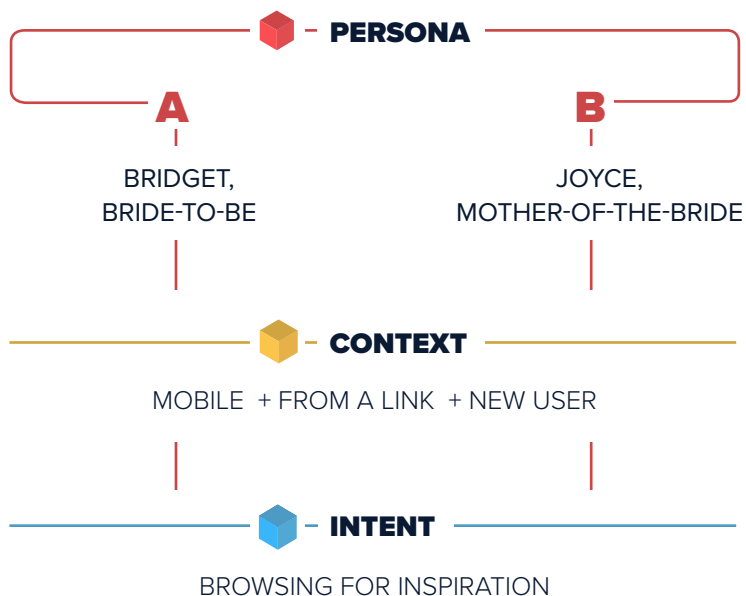 PERSONA
A
B
BRIDGET,
BRIDE-TO-BE
JOYCE,
MOTHER-OF-THE-BRIDE
CONTEXT
MOBILE + FROM A LINK + NEW USER
INTENT
BROWSING FOR INSPIRATION